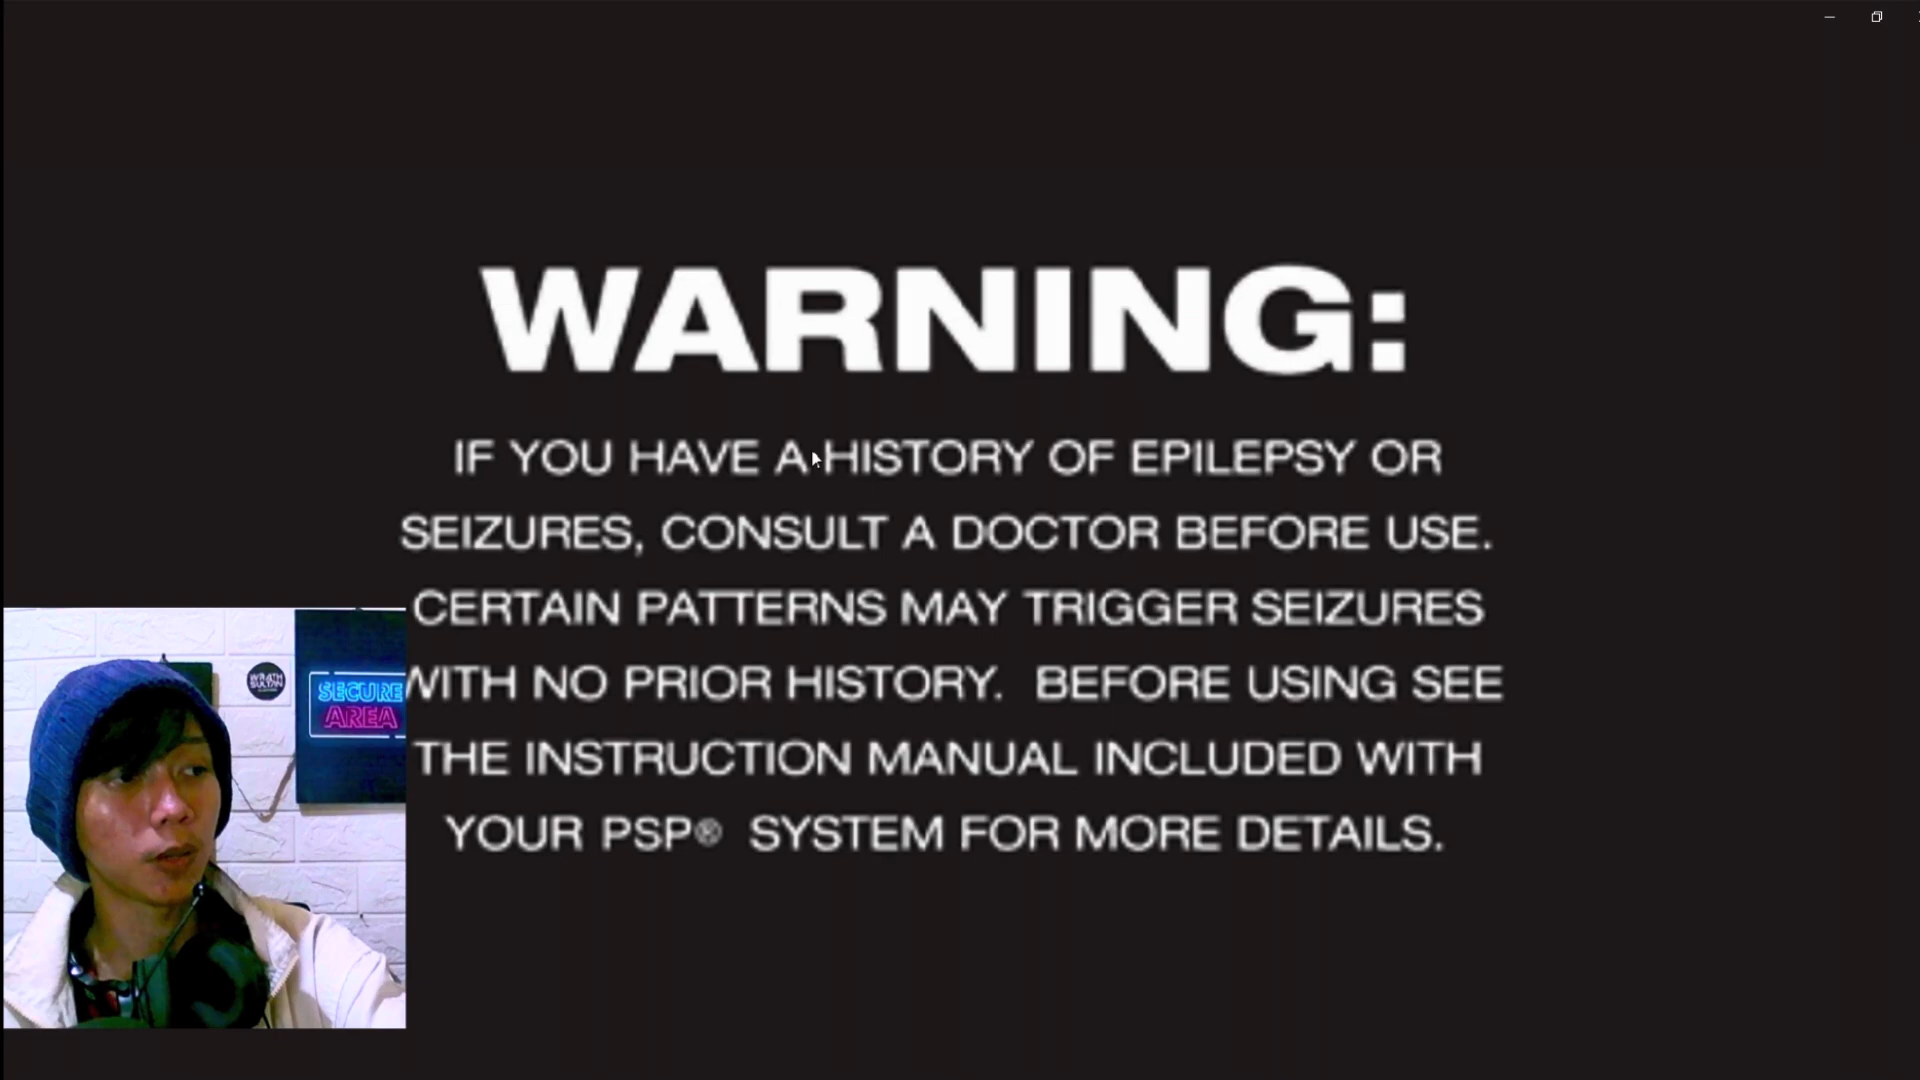 WARNING:
IF YOU HAVE A HISTORY OF EPILEPSY OR
SEIZURES, CONSULT A DOCTOR BEFORE USE.
CERTAIN PATTERNS MAY TRIGGER SEIZURES
WITH NO PRIOR HISTORY.  BEFORE USING SEE
THE INSTRUCTION MANUAL INCLUDED WITH
YOUR PSP® SYSTEM FOR MORE DETAILS.
WRATH
SULTAN
SECURE
AREA